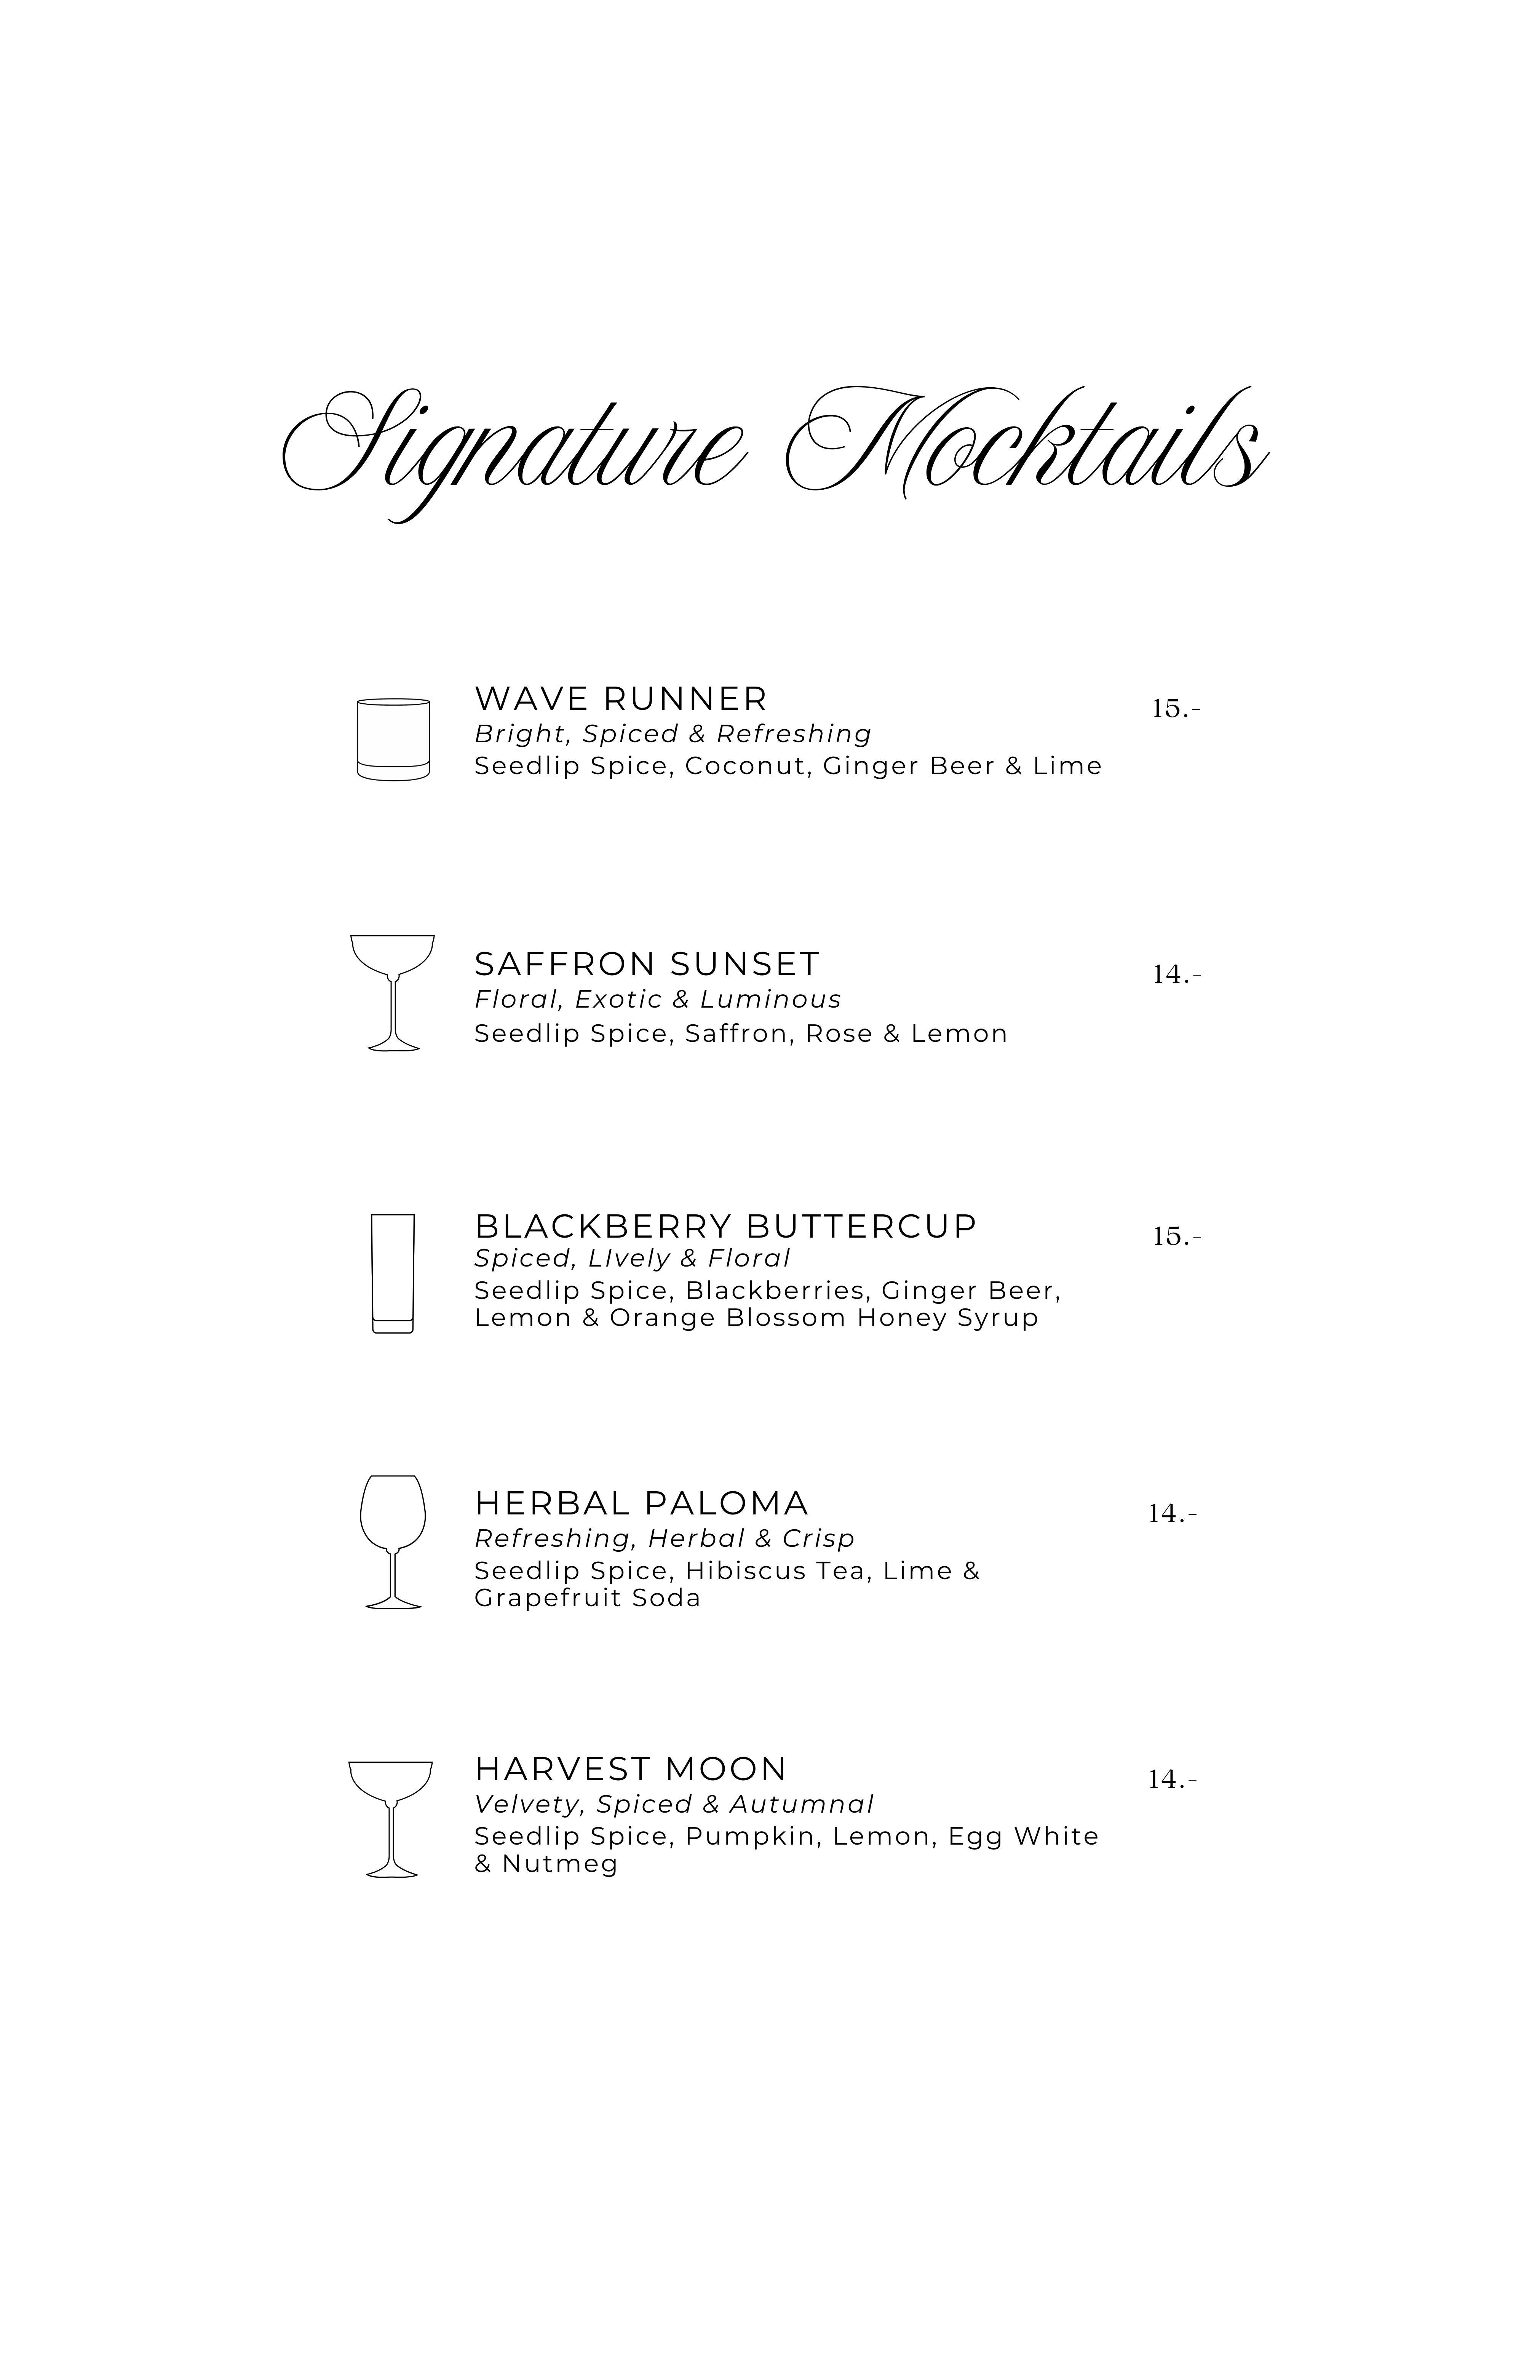 Signature Mocktails
WAVE RUNNER 15.-
Bright, Spiced & Refreshing
Seedlip Spice, Coconut, Ginger Beer & Lime
SAFFRON SUNSET 14.-
Floral, Exotic & Luminous
Seedlip Spice, Saffron, Rose & Lemon
BLACKBERRY BUTTERCUP 15.-
Spiced, LIvely & Floral
Seedlip Spice, Blackberries, Ginger Beer,
Lemon & Orange Blossom Honey Syrup
HERBAL PALOMA 14.-
Refreshing, Herbal & Crisp
Seedlip Spice, Hibiscus Tea, Lime &
Grapefruit Soda
HARVEST MOON 14.-
Velvety, Spiced & Autumnal
Seedlip Spice, Pumpkin, Lemon, Egg White
& Nutmeg